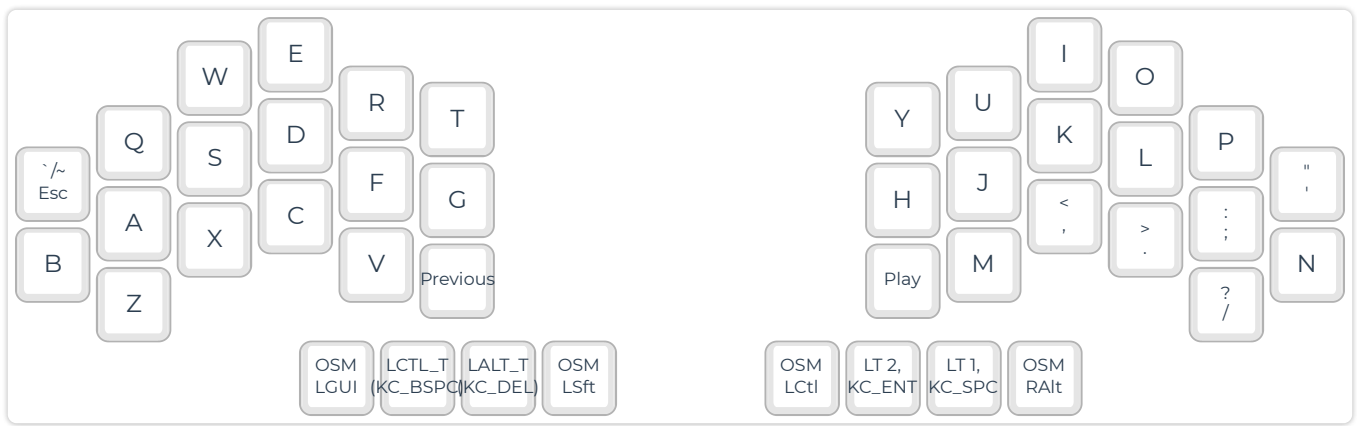 E
I
W
O
R
U
T
Y
D
K
Q
P
S
L
`/~
Esc
"
'
F
J
G
H
C
<
,
A
:
;
X
>
.
B
N
V
M
Previous
Play
Z
?
/
OSM
LGUI
LCTL_T
(KC_BSPC)
LALT_T
(KC_DEL)
OSM
LSft
OSM
LCtl
LT 2,
KC_ENT
LT 1,
KC_SPC
OSM
RAlt